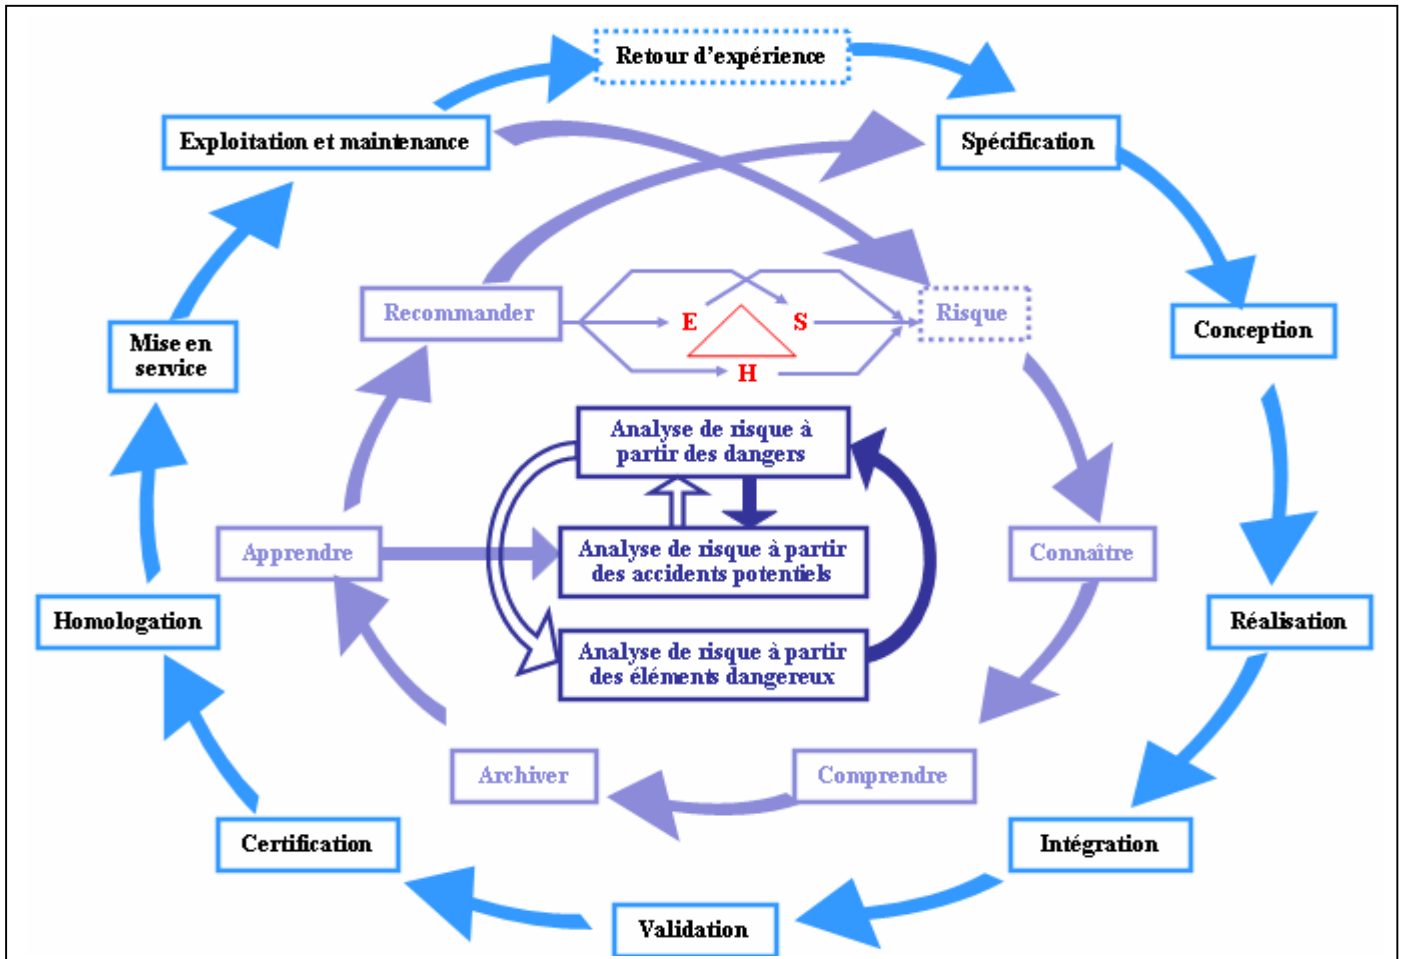 Retour d’expérience
Exploitation et maintenance
Spécification
Recommander
E
S
H
Risque
Mise en
service
Conception
Analyse de risque à
partir des dangers
Apprendre
Analyse de risque à partir
des accidents potentiels
Connaître
Homologation
Réalisation
Analyse de risque à partir
des éléments dangereux
Archiver
Comprendre
Certification
Intégration
Validation